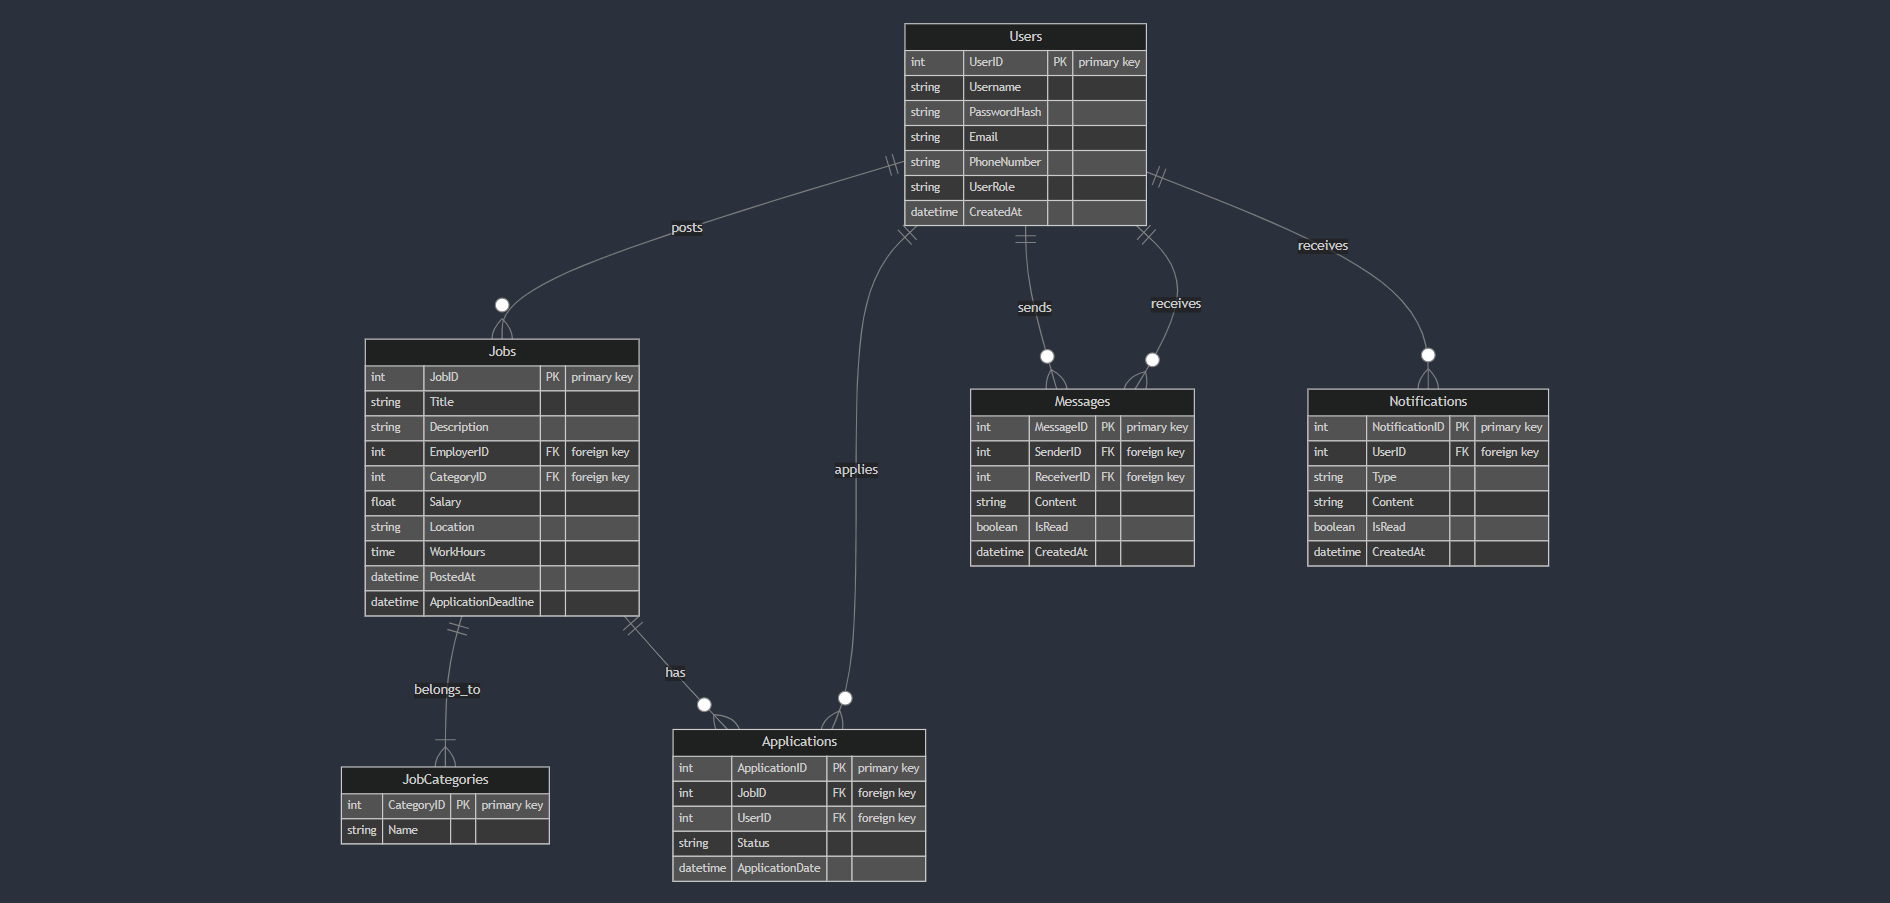 Users
int UserID PK primary key
string Username
string PasswordHash
string Email
string PhoneNumber
string UserRole
datetime CreatedAt
posts
receives
sends
receives
applies
Jobs
int JobID PK primary key
string Title
string Description
int EmployerID FK foreign key
int CategoryID FK foreign key
float Salary
string Location
time WorkHours
datetime PostedAt
datetime ApplicationDeadline
Messages
int MessageID PK primary key
int SenderID FK foreign key
int ReceiverID FK foreign key
string Content
boolean IsRead
datetime CreatedAt
Notifications
int NotificationID PK primary key
int UserID FK foreign key
string Type
string Content
boolean IsRead
datetime CreatedAt
belongs_to
has
JobCategories
int CategoryID PK primary key
string Name
Applications
int ApplicationID PK primary key
int JobID FK foreign key
int UserID FK foreign key
string Status
datetime ApplicationDate